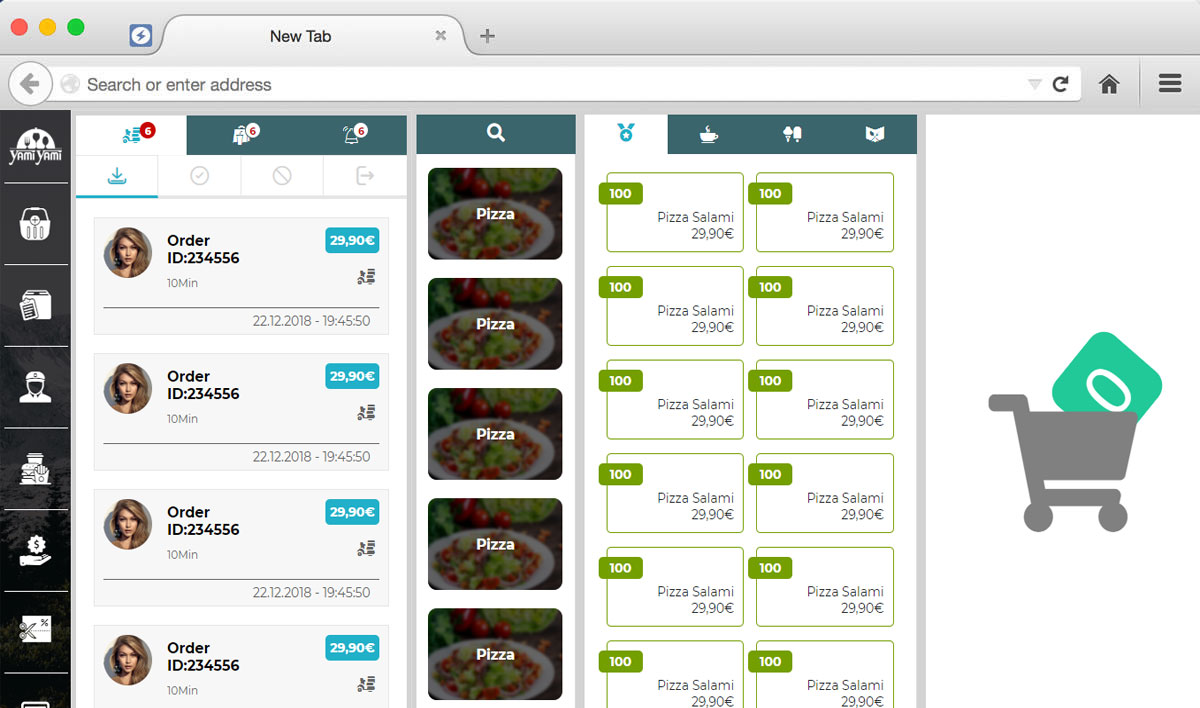 New Tab
Search or enter address
YAMI YAMI
6
6
6
Order
ID:234556
29,90€
10Min
22.12.2018 - 19:45:50
Order
ID:234556
29,90€
10Min
22.12.2018 - 19:45:50
Order
ID:234556
29,90€
10Min
22.12.2018 - 19:45:50
Order
ID:234556
29,90€
10Min
Pizza
Pizza
Pizza
Pizza
Pizza
100
Pizza Salami
29,90€
100
Pizza Salami
29,90€
100
Pizza Salami
29,90€
100
Pizza Salami
29,90€
100
Pizza Salami
29,90€
100
Pizza Salami
29,90€
100
Pizza Salami
29,90€
100
Pizza Salami
29,90€
100
Pizza Salami
29,90€
100
Pizza Salami
29,90€
100
Pizza Salami
29,90€
100
Pizza Salami
29,90€
0